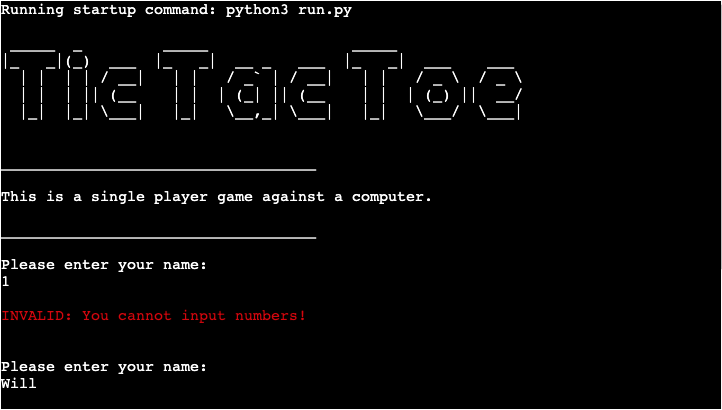 Running startup command: python3 run.py
Tic Tac Toe
This is a single player game against a computer.
Please enter your name:
1
INVALID: You cannot input numbers!
Please enter your name:
Will